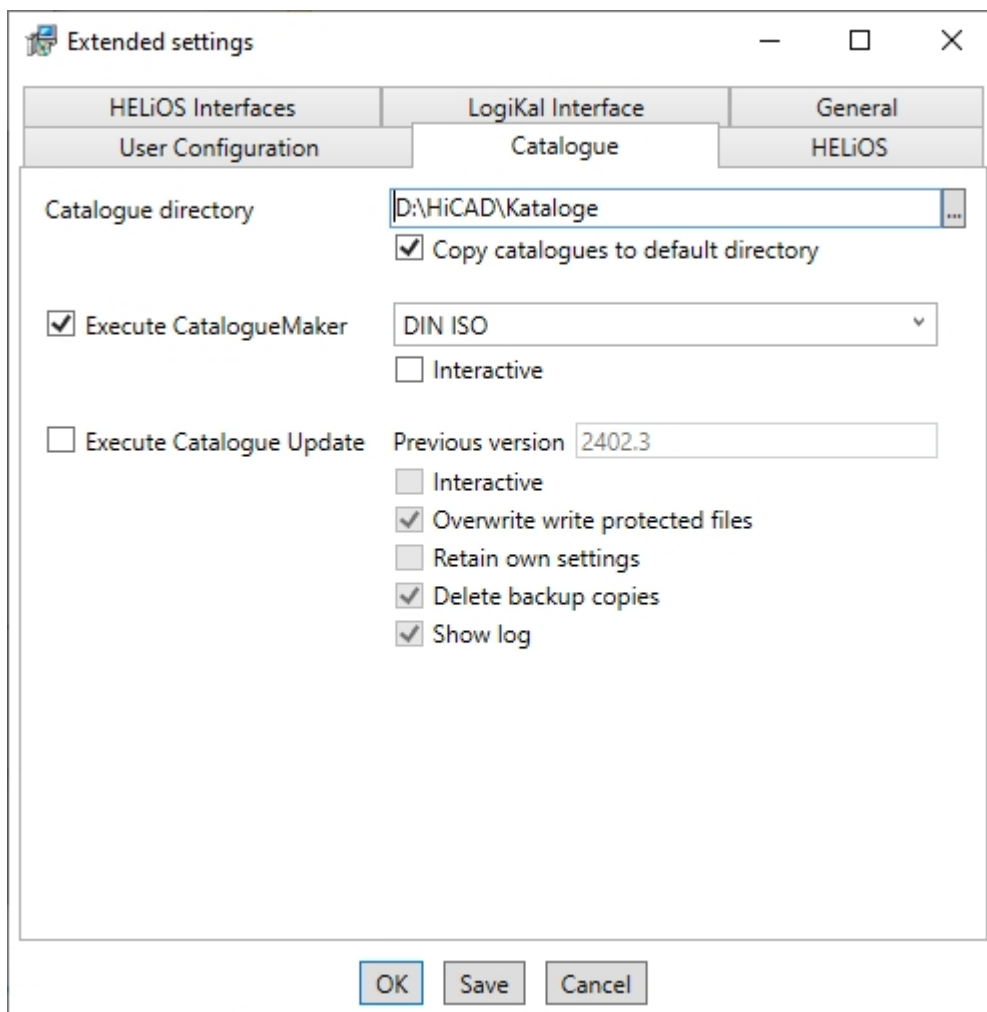 Extended settings
HELiOS Interfaces LogiKal Interface General
User Configuration Catalogue HELiOS
Catalogue directory D:\HiCAD\Kataloge ...
Copy catalogues to default directory
Execute CatalogueMaker DIN ISO
Interactive
Execute Catalogue Update Previous version 2402.3
Interactive
Overwrite write protected files
Retain own settings
Delete backup copies
Show log
OK Save Cancel